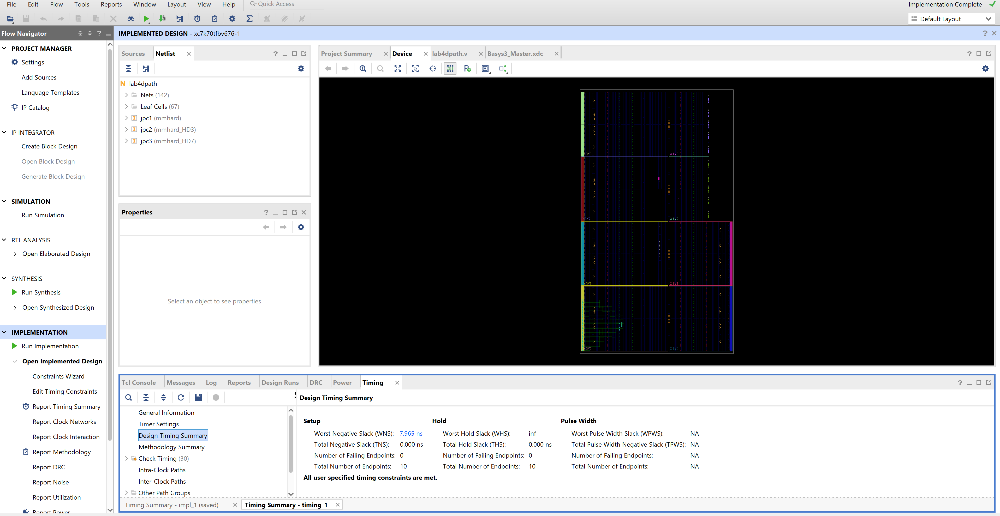 File Edit Flow Tools Reports Window Layout View Help Quick Access Implementation Complete
Default Layout
Flow Navigator
IMPLEMENTED DESIGN - xc7k70tfbv676-1
PROJECT MANAGER
Settings
Add Sources
Language Templates
IP Catalog
IP INTEGRATOR
Create Block Design
Open Block Design
Generate Block Design
SIMULATION
Run Simulation
RTL ANALYSIS
Open Elaborated Design
SYNTHESIS
Run Synthesis
Open Synthesized Design
IMPLEMENTATION
Run Implementation
Open Implemented Design
Constraints Wizard
Edit Timing Constraints
Report Timing Summary
Report Clock Networks
Report Clock Interaction
Report Methodology
Report DRC
Report Noise
Report Utilization
Report Power
Sources Netlist
N lab4dpath
Nets (142)
Leaf Cells (67)
jpc1 (mmhard)
jpc2 (mmhard_HD3)
jpc3 (mmhard_HD7)
Properties
Select an object to see properties
Project Summary Device lab4dpath.v Basys3_Master.xdc
X0Y3 X1Y3
X0Y2 X1Y2
X0Y1 X1Y1
X0Y0 X1Y0
Tcl Console Messages Log Reports Design Runs DRC Power Timing
General Information
Timer Settings
Design Timing Summary
Methodology Summary
Check Timing (30)
Intra-Clock Paths
Inter-Clock Paths
Other Path Groups
Design Timing Summary
Setup Hold Pulse Width
Worst Negative Slack (WNS): 7.965 ns Worst Hold Slack (WHS): inf Worst Pulse Width Slack (WPWS): NA
Total Negative Slack (TNS): 0.000 ns Total Hold Slack (THS): 0.000 ns Total Pulse Width Negative Slack (TPWS): NA
Number of Failing Endpoints: 0 Number of Failing Endpoints: 0 Number of Failing Endpoints: NA
Total Number of Endpoints: 10 Total Number of Endpoints: 10 Total Number of Endpoints: NA
All user specified timing constraints are met.
Timing Summary - impl_1 (saved) Timing Summary - timing_1